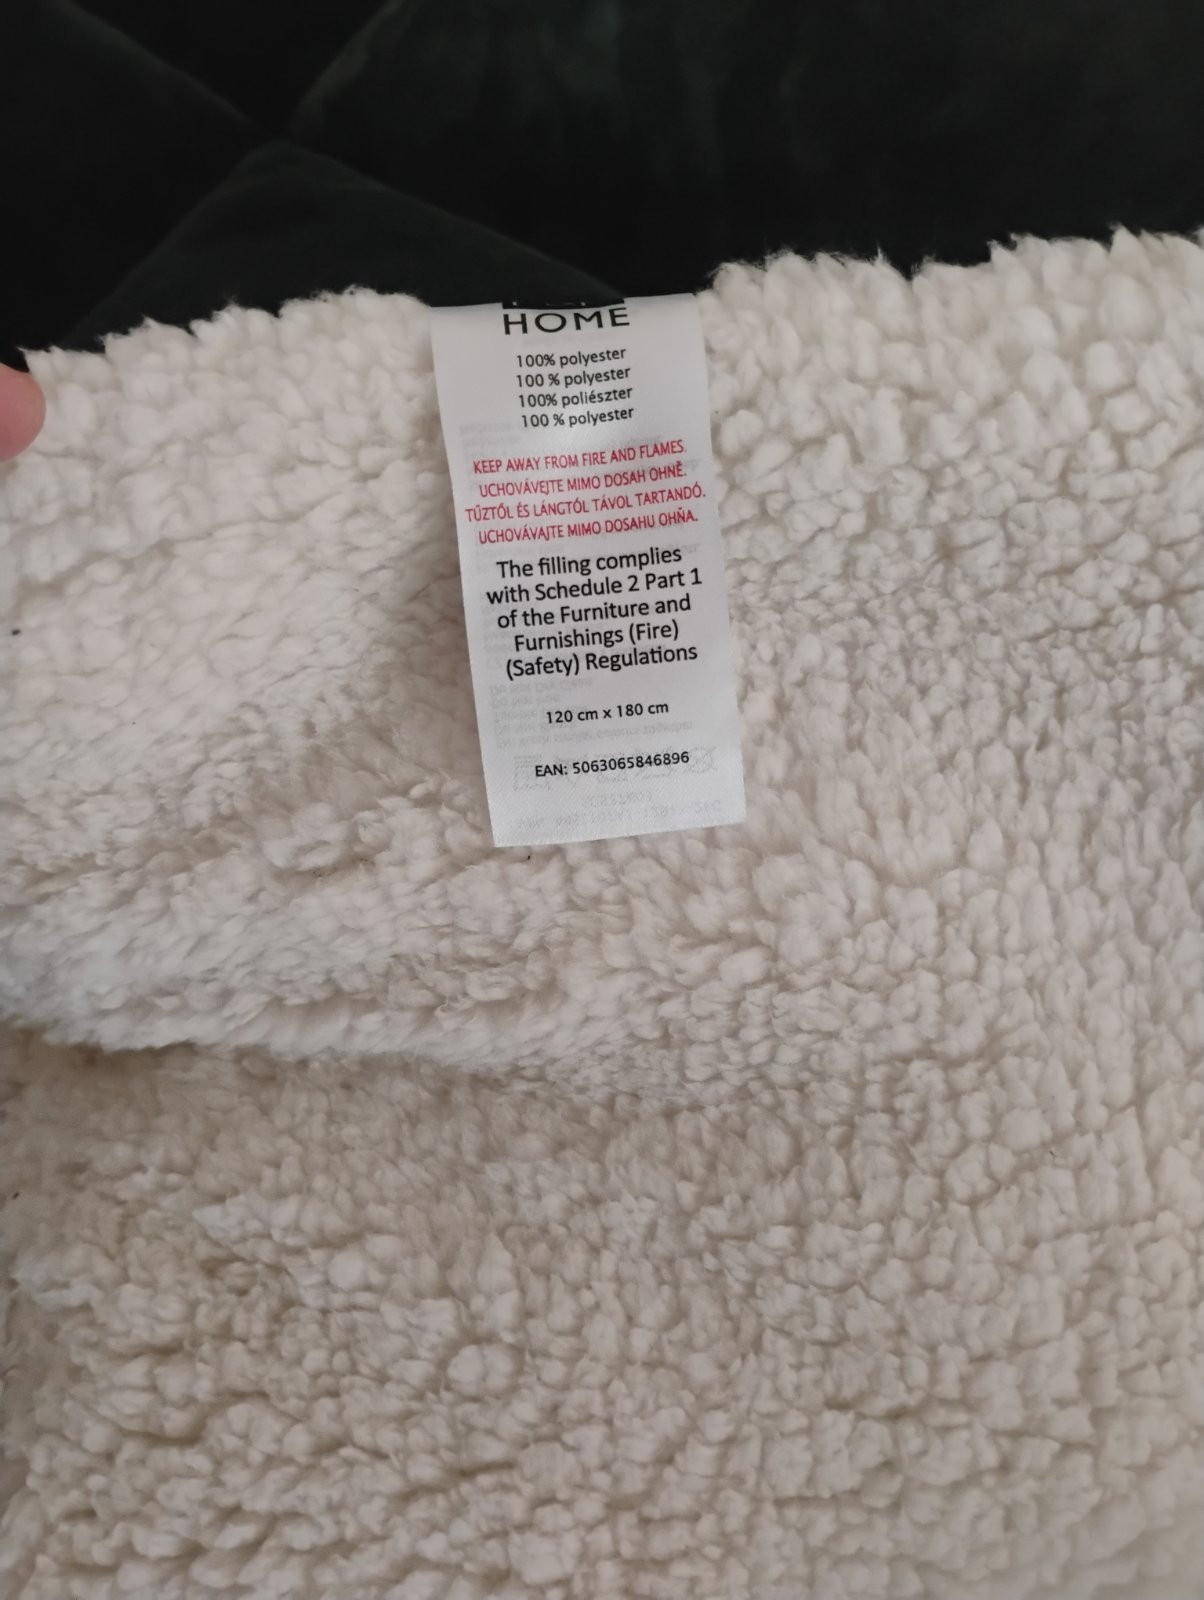 HOME
100% polyester
100 % polyester
100% poliészter
100 % polyester
KEEP AWAY FROM FIRE AND FLAMES.
UCHOVÁVEJTE MIMO DOSAH OHNĚ.
TŰZTŐL ÉS LÁNGTÓL TÁVOL TARTANDÓ.
UCHOVÁVAJTE MIMO DOSAHU OHŇA.
The filling complies
with Schedule 2 Part 1
of the Furniture and
Furnishings (Fire)
(Safety) Regulations
120 cm x 180 cm
EAN: 5063065846896